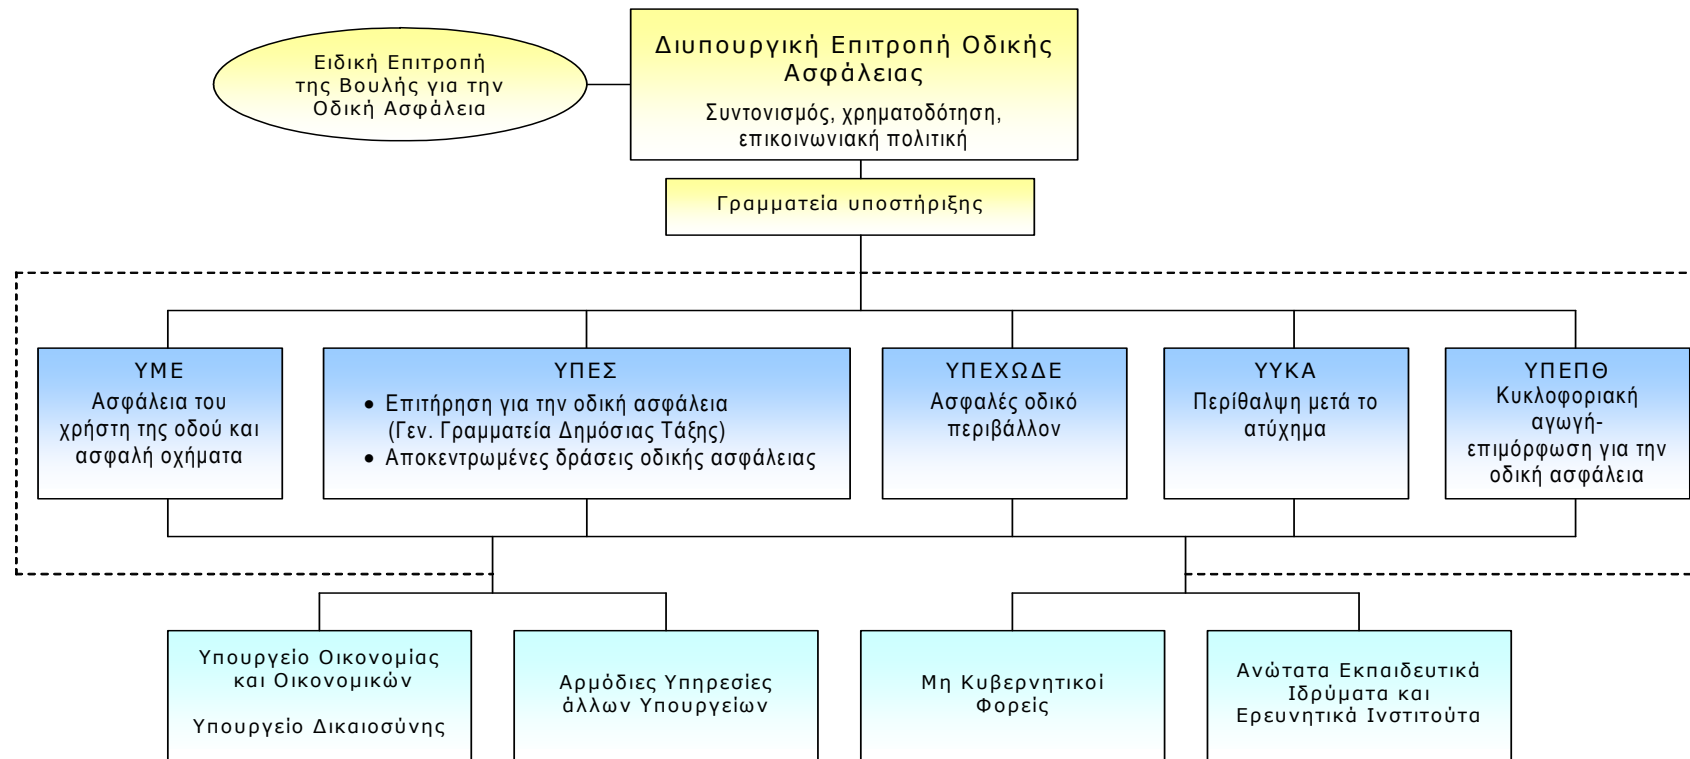 Ειδική Επιτροπή
της Βουλής για την
Οδική Ασφάλεια
Διυπουργική Επιτροπή Οδικής
Ασφάλειας
Συντονισμός, χρηματοδότηση,
επικοινωνιακή πολιτική
Γραμματεία υποστήριξης
ΥΜΕ
Ασφάλεια του
χρήστη της οδού και
ασφαλή οχήματα
ΥΠΕΣ
• Επιτήρηση για την οδική ασφάλεια
(Γεν. Γραμματεία Δημόσιας Τάξης)
• Αποκεντρωμένες δράσεις οδικής ασφάλειας
ΥΠΕΧΩΔΕ
Ασφαλές οδικό
περιβάλλον
ΥΥΚΑ
Περίθαλψη μετά το
ατύχημα
ΥΠΕΠΘ
Κυκλοφοριακή
αγωγή-
επιμόρφωση για την
οδική ασφάλεια
Υπουργείο Οικονομίας
και Οικονομικών
Υπουργείο Δικαιοσύνης
Αρμόδιες Υπηρεσίες
άλλων Υπουργείων
Μη Κυβερνητικοί
Φορείς
Ανώτατα Εκπαιδευτικά
Ιδρύματα και
Ερευνητικά Ινστιτούτα